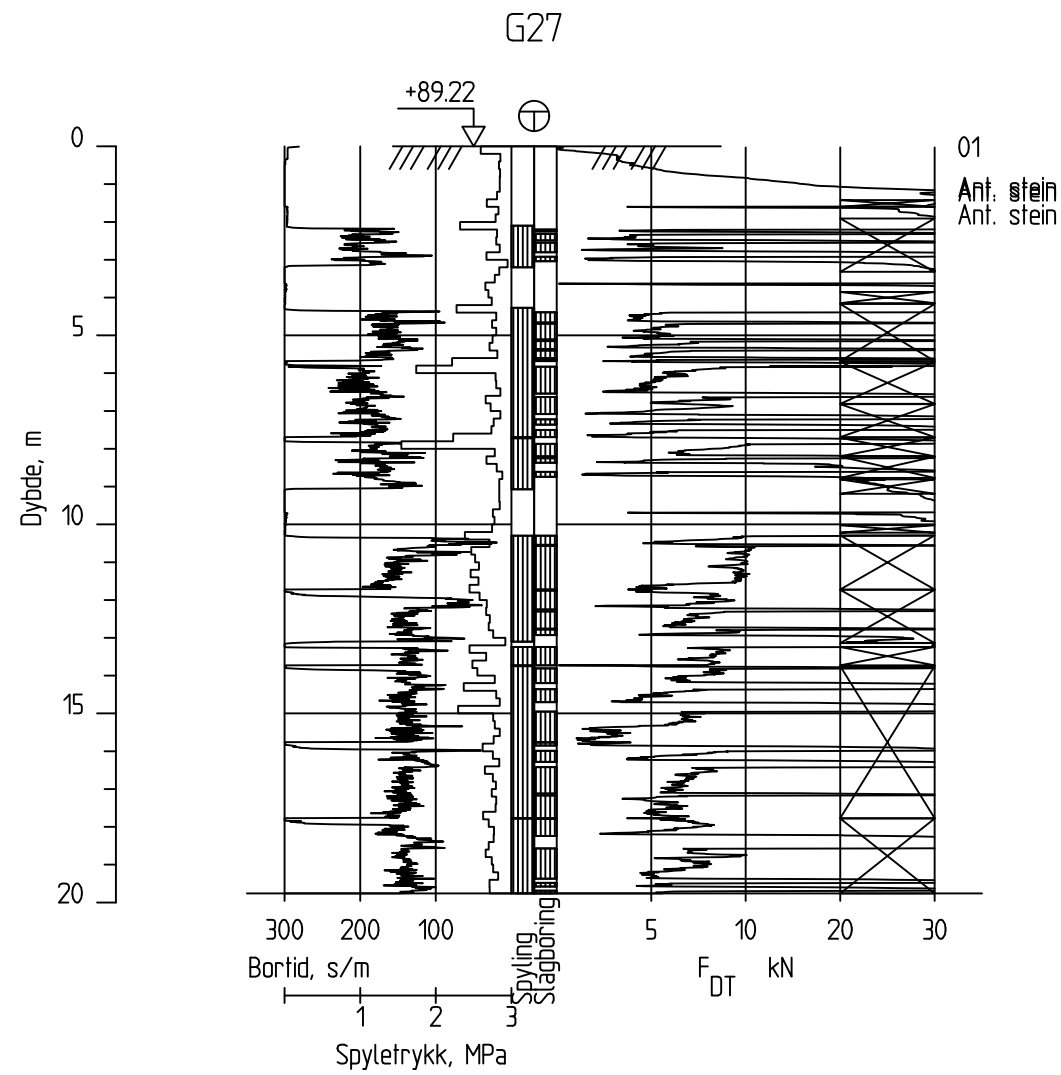 G27
+89.22
T
0
01
Ant. stein
Ant. stein
Ant. stein
5
Dybde, m
10
15
20
300 200 100
5 10 20 30
Bortid, s/m
Spyling
Slagboring
FDT kN
1 2 3
Spyletrykk, MPa